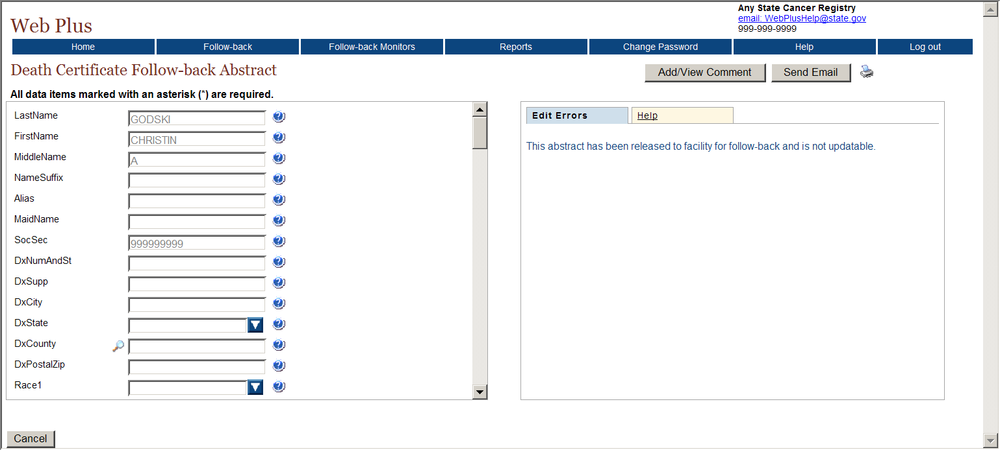 Any State Cancer Registry
email: WebPlusHelp@state.gov
999-999-9999
Web Plus
Home Follow-back Follow-back Monitors Reports Change Password Help Log out
Death Certificate Follow-back Abstract
Add/View Comment Send Email
All data items marked with an asterisk (*) are required.
LastName GODSKI
FirstName CHRISTIN
MiddleName A
NameSuffix
Alias
MaidName
SocSec 999999999
DxNumAndSt
DxSupp
DxCity
DxState
DxCounty
DxPostalZip
Race1
Edit Errors Help
This abstract has been released to facility for follow-back and is not updatable.
Cancel